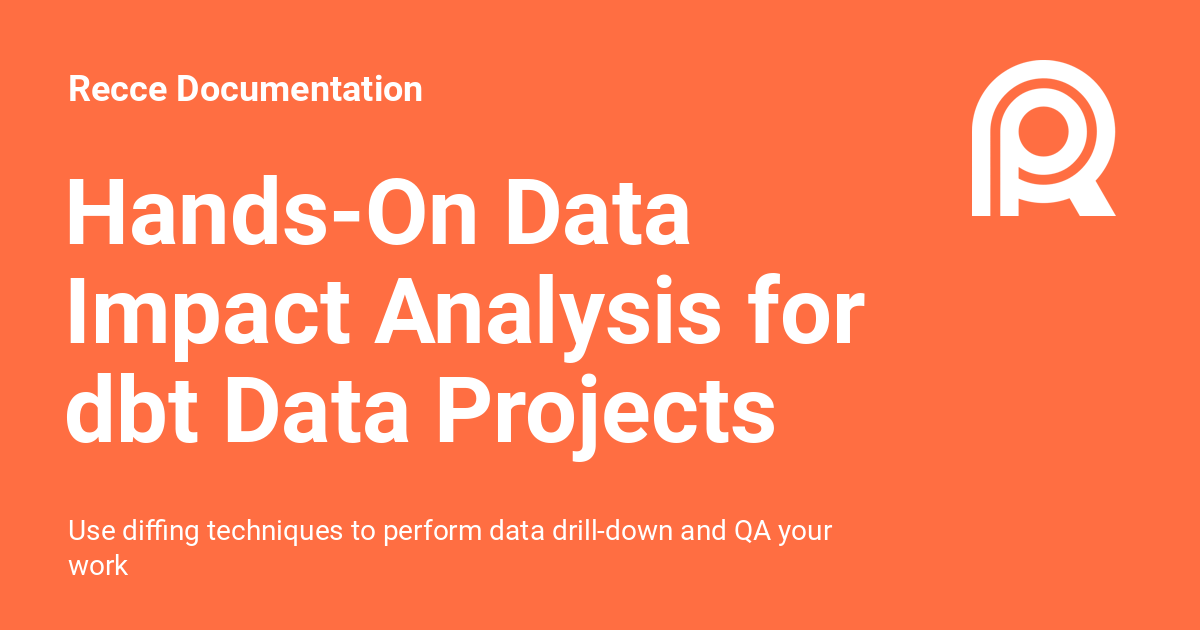 Recce Documentation
Hands-On Data
Impact Analysis for
dbt Data Projects
Use diffing techniques to perform data drill-down and QA your
work